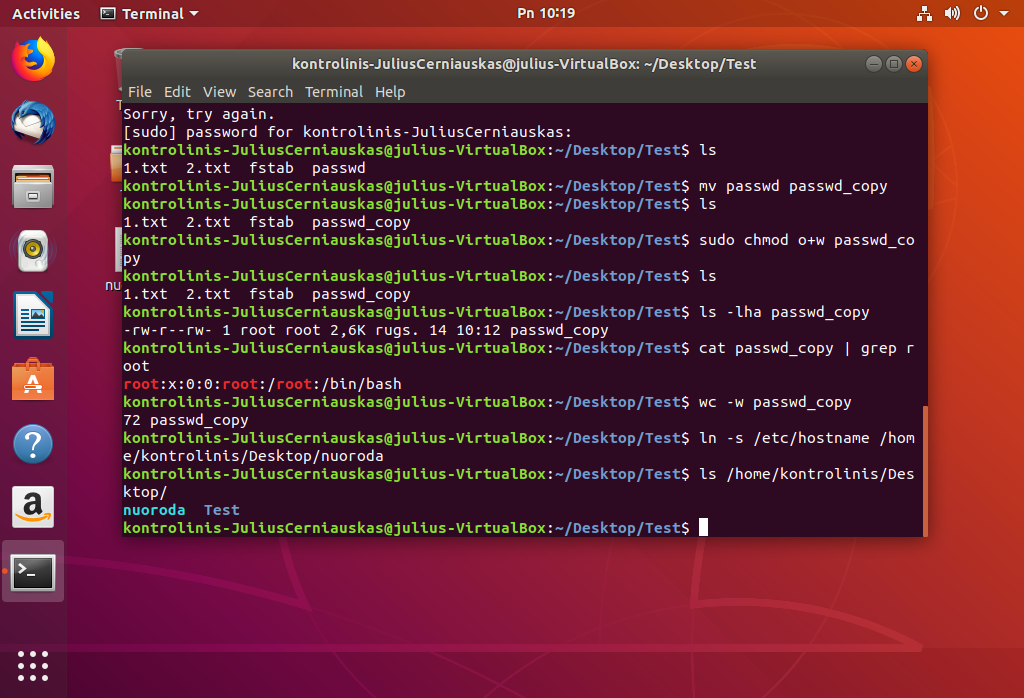 Activities Terminal Pn 10:19
kontrolinis-JuliusCerniauskas@julius-VirtualBox: ~/Desktop/Test
File Edit View Search Terminal Help
Sorry, try again.
[sudo] password for kontrolinis-JuliusCerniauskas:
kontrolinis-JuliusCerniauskas@julius-VirtualBox:~/Desktop/Test$ ls
1.txt  2.txt  fstab  passwd
kontrolinis-JuliusCerniauskas@julius-VirtualBox:~/Desktop/Test$ mv passwd passwd_copy
kontrolinis-JuliusCerniauskas@julius-VirtualBox:~/Desktop/Test$ ls
1.txt  2.txt  fstab  passwd_copy
kontrolinis-JuliusCerniauskas@julius-VirtualBox:~/Desktop/Test$ sudo chmod o+w passwd_co
py
kontrolinis-JuliusCerniauskas@julius-VirtualBox:~/Desktop/Test$ ls
1.txt  2.txt  fstab  passwd_copy
kontrolinis-JuliusCerniauskas@julius-VirtualBox:~/Desktop/Test$ ls -lha passwd_copy
-rw-r--rw- 1 root root 2,6K rugs. 14 10:12 passwd_copy
kontrolinis-JuliusCerniauskas@julius-VirtualBox:~/Desktop/Test$ cat passwd_copy | grep r
oot
root:x:0:0:root:/root:/bin/bash
kontrolinis-JuliusCerniauskas@julius-VirtualBox:~/Desktop/Test$ wc -w passwd_copy
72 passwd_copy
kontrolinis-JuliusCerniauskas@julius-VirtualBox:~/Desktop/Test$ ln -s /etc/hostname /hom
e/kontrolinis/Desktop/nuoroda
kontrolinis-JuliusCerniauskas@julius-VirtualBox:~/Desktop/Test$ ls /home/kontrolinis/Des
ktop/
nuoroda  Test
kontrolinis-JuliusCerniauskas@julius-VirtualBox:~/Desktop/Test$